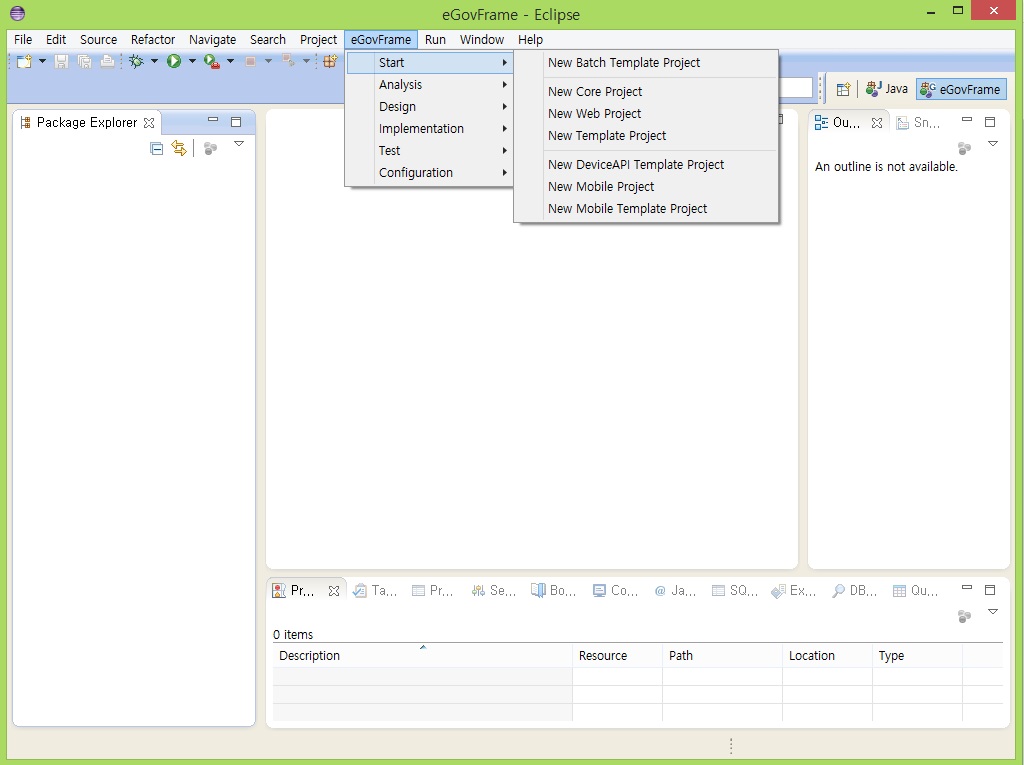 eGovFrame - Eclipse
File Edit Source Refactor Navigate Search Project eGovFrame Run Window Help
Start
Analysis
Design
Implementation
Test
Configuration
New Batch Template Project
New Core Project
New Web Project
New Template Project
New DeviceAPI Template Project
New Mobile Project
New Mobile Template Project
Java eGovFrame
Package Explorer
Ou... Sn...
An outline is not available.
Pr... Ta... Pr... Se... Bo... Co... @ Ja... SQ... Ex... DB... Qu...
0 items
Description Resource Path Location Type